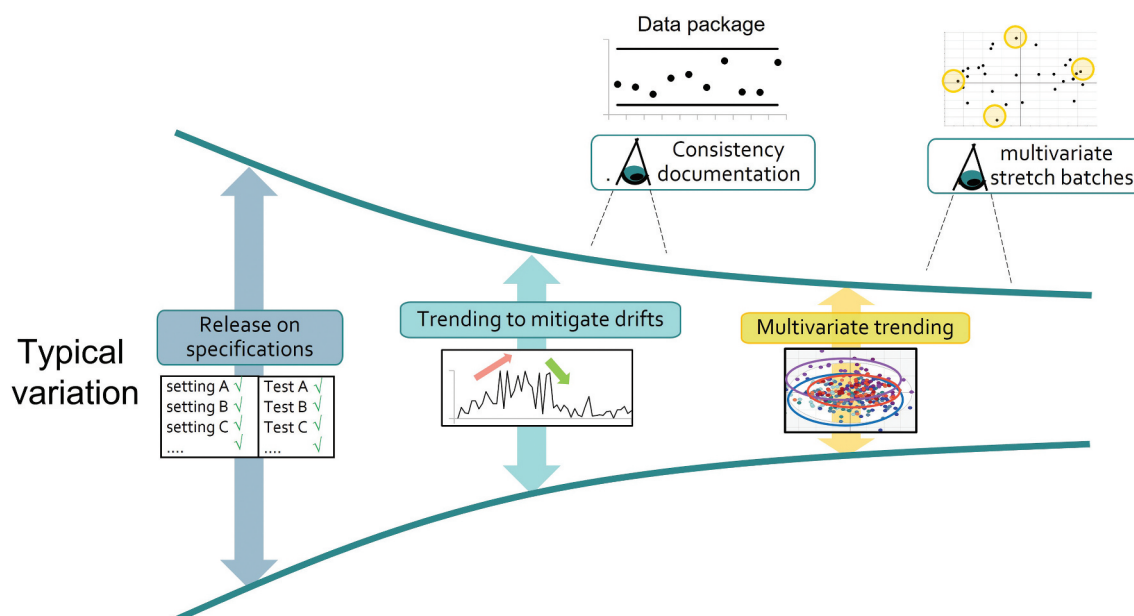 Data package
Consistency
documentation
multivariate
stretch batches
Typical
variation
Release on
specifications
setting A √
setting B √
setting C √
.... √
Test A √
Test B √
Test C √
.... √
Trending to mitigate drifts
Multivariate trending